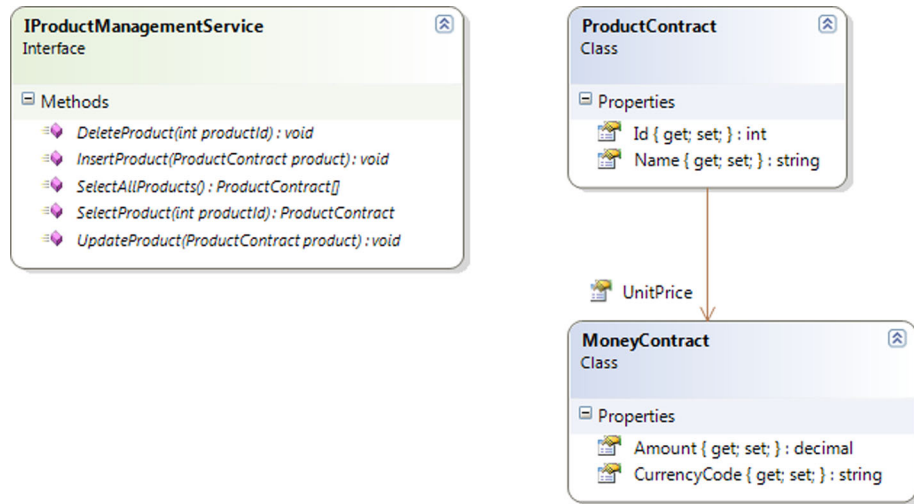 IProductManagementService
Interface
Methods
DeleteProduct(int productId) : void
InsertProduct(ProductContract product) : void
SelectAllProducts() : ProductContract[]
SelectProduct(int productId) : ProductContract
UpdateProduct(ProductContract product) : void
ProductContract
Class
Properties
Id { get; set; } : int
Name { get; set; } : string
UnitPrice
MoneyContract
Class
Properties
Amount { get; set; } : decimal
CurrencyCode { get; set; } : string